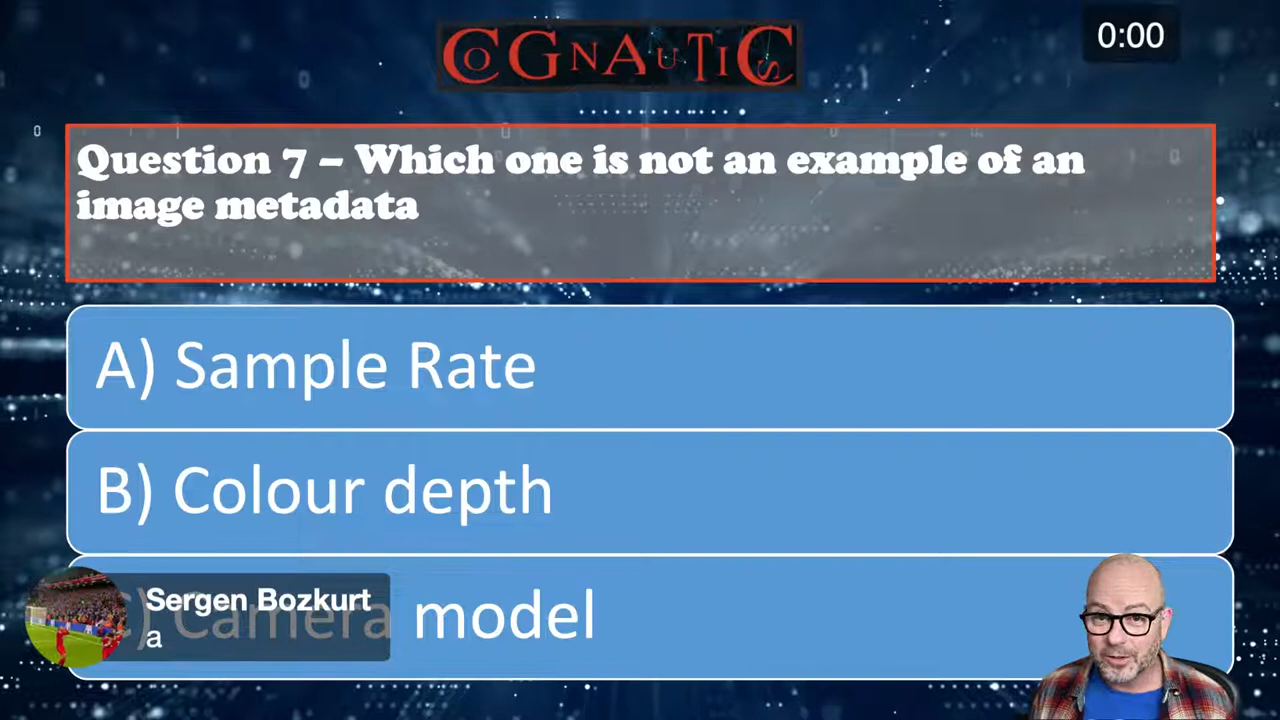 COGNAUTICS
0:00
Question 7 – Which one is not an example of an
image metadata
A) Sample Rate
B) Colour depth
C) Camera model
Sergen Bozkurt
a